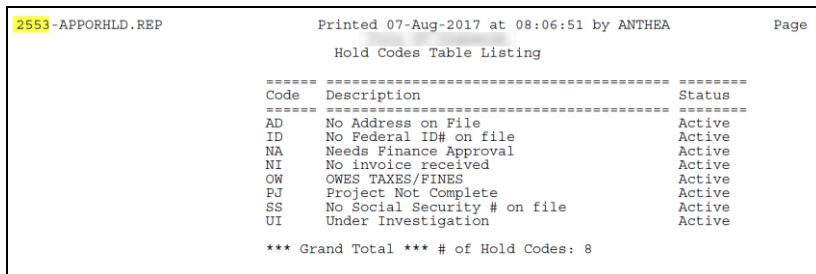 2553-APPORHLD.REP Printed 07-Aug-2017 at 08:06:51 by ANTHEA Page
Hold Codes Table Listing
====== ========================================= ========
Code Description Status
====== ========================================= ========
AD No Address on File Active
ID No Federal ID# on file Active
NA Needs Finance Approval Active
NI No invoice received Active
OW OWES TAXES/FINES Active
PJ Project Not Complete Active
SS No Social Security # on file Active
UI Under Investigation Active
*** Grand Total *** # of Hold Codes: 8